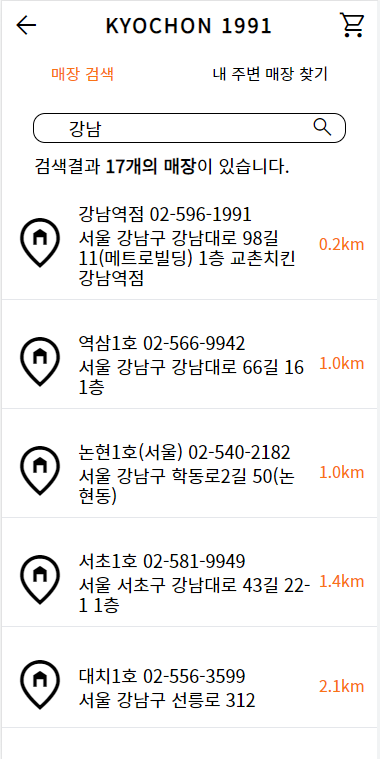 KYOCHON 1991
매장 검색 내 주변 매장 찾기
강남
검색결과 17개의 매장이 있습니다.
강남역점 02-596-1991
서울 강남구 강남대로 98길
11(메트로빌딩) 1층 교촌치킨
강남역점
0.2km
역삼1호 02-566-9942
서울 강남구 강남대로 66길 16
1층
1.0km
논현1호(서울) 02-540-2182
서울 강남구 학동로2길 50(논
현동)
1.0km
서초1호 02-581-9949
서울 서초구 강남대로 43길 22-
1 1층
1.4km
대치1호 02-556-3599
서울 강남구 선릉로 312
2.1km